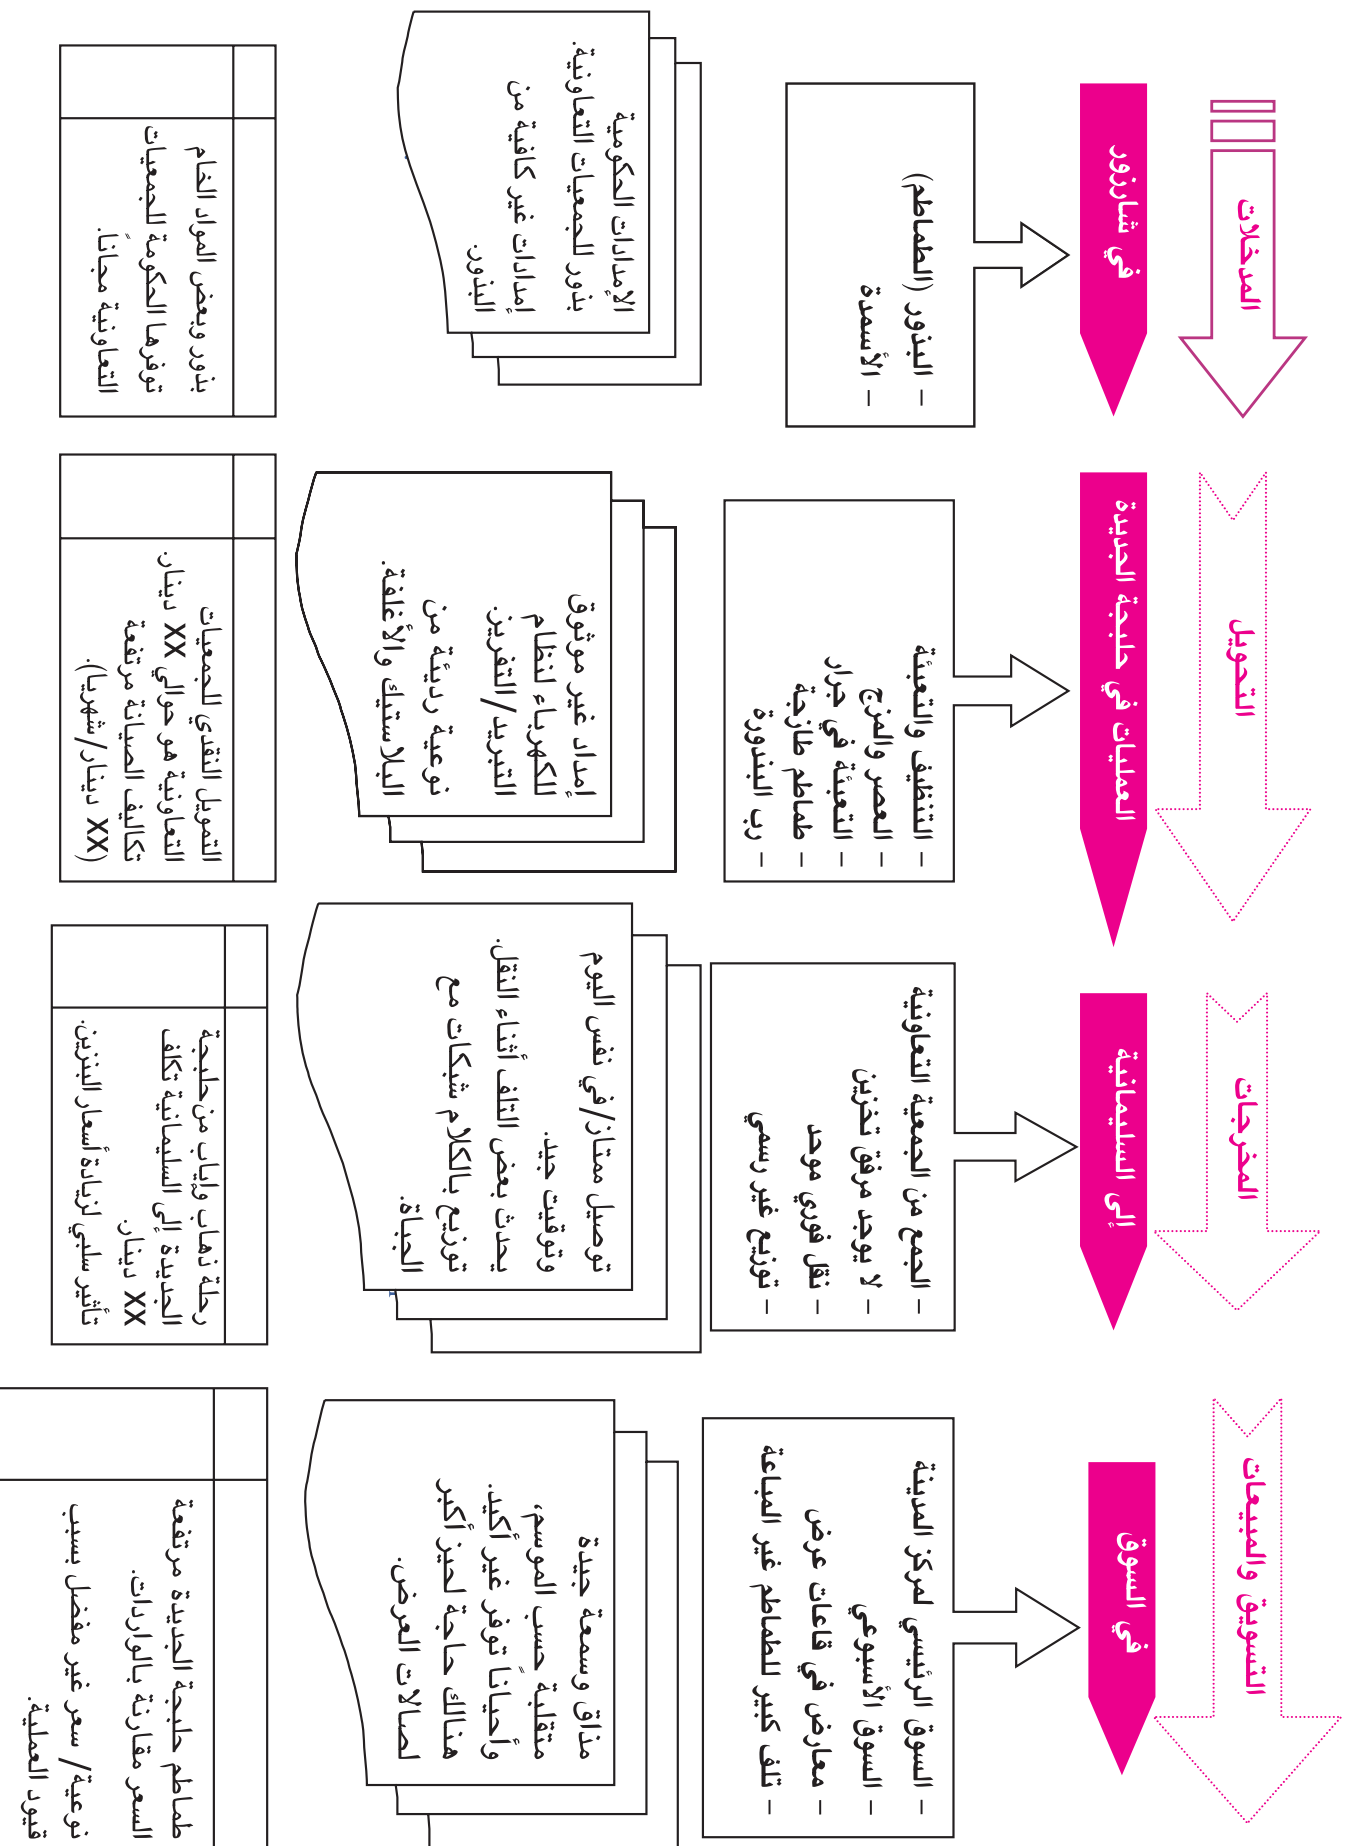 المدخلات
في شارزور
– البذور (الطماطم)
– الأسمدة
الإمدادات الحكومية
بذور للجمعيات التعاونية.
إمدادات غير كافية من
البذور.
بذور وبعض المواد الخام
توفرها الحكومة للجمعيات
التعاونية مجاناً.
التحويل
العمليات في حلبجة الجديدة
– التنظيف والتعبئة
– العصر والمزج
– التعبئة في جرار
– طماطم طازجة
– رب البندورة
إمداد غير موثوق
للكهرباء لنظام
التبريد/التفريز.
نوعية رديئة من
البلاستيك والأغلفة.
التمويل النقدي للجمعيات
التعاونية هو حوالي XX دينار.
تكاليف الصيانة مرتفعة
(XX دينار/شهريا).
المخرجات
إلى السليمانية
– الجمع من الجمعية التعاونية
– لا يوجد مرفق تخزين
– نقل فوري موحد
– توزيع غير رسمي
توصيل ممتاز/في نفس اليوم
وتوقيت جيد.
يحدث بعض التلف أثناء النقل.
توزيع بالكلام شبكات مع
الجباة.
رحلة ذهاب وإياب من حلبجة
الجديدة إلى السليمانية تكلف
XX دينار.
تأثير سلبي لزيادة أسعار البنزين.
التسويق والمبيعات
في السوق
– السوق الرئيسي لمركز المدينة
– السوق الأسبوعي
– معارض في قاعات عرض
– تلف كبير للطماطم غير المباعة
مذاق وسمعة جيدة
متقلبة حسب الموسم،
وأحياناً توفر غير أكيد.
هنالك حاجة لحيز أكبر
لصالات العرض.
طماطم حلبجة الجديدة مرتفعة
السعر مقارنة بالواردات.
نوعية/ سعر غير مفضل بسبب
قيود العملية.